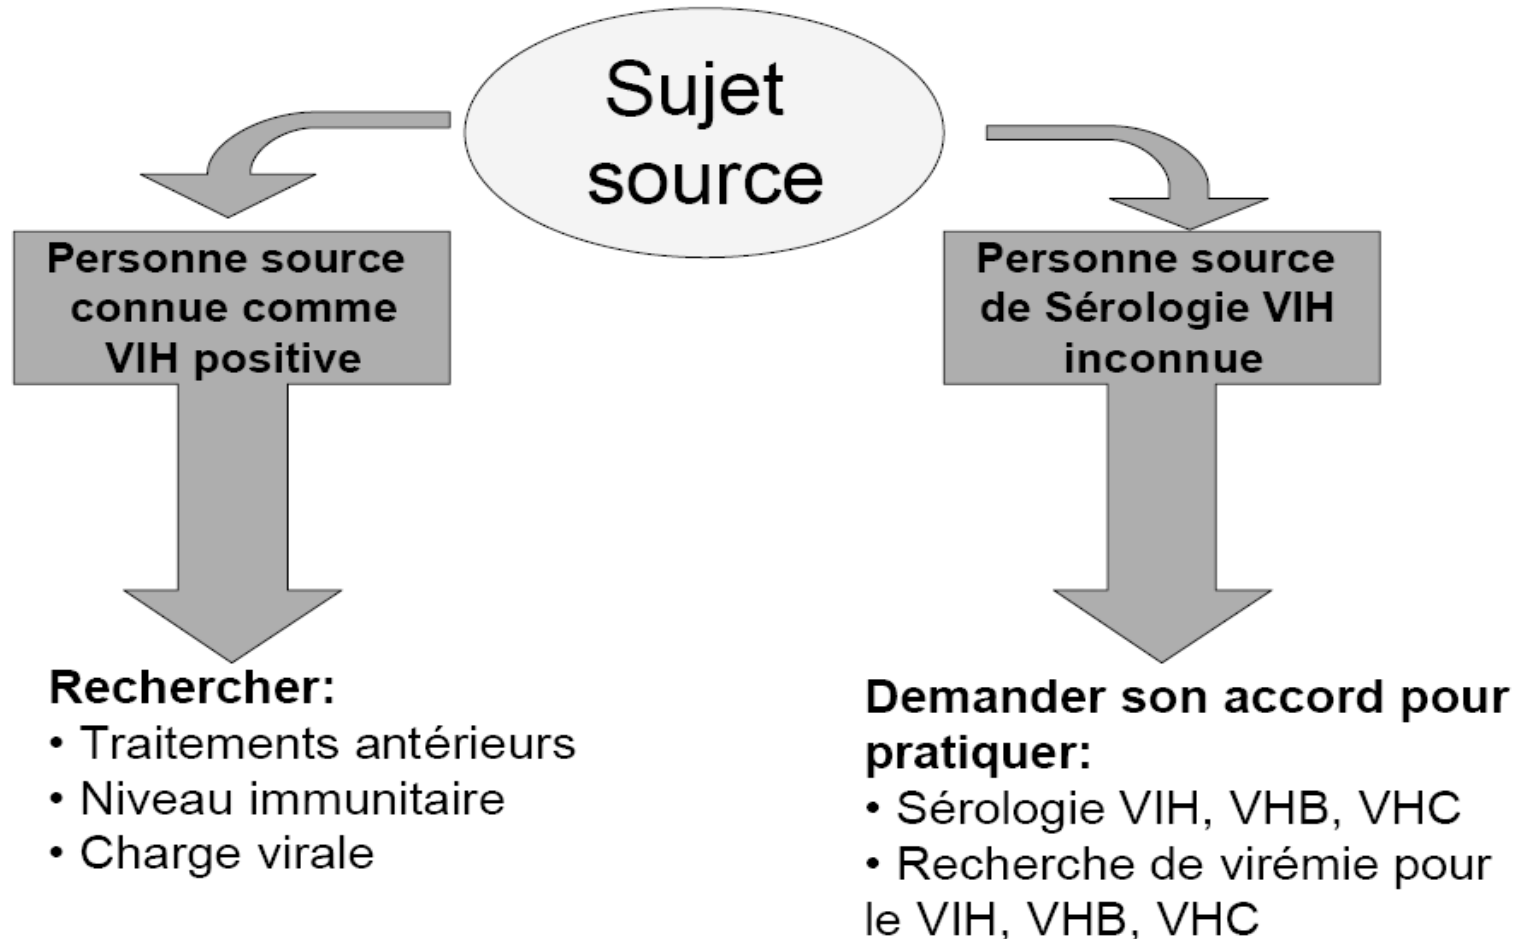 Sujet
source
Personne source
connue comme
VIH positive
Personne source
de Sérologie VIH
inconnue
Rechercher:
• Traitements antérieurs
• Niveau immunitaire
• Charge virale
Demander son accord pour
pratiquer:
• Sérologie VIH, VHB, VHC
• Recherche de virémie pour
le VIH, VHB, VHC